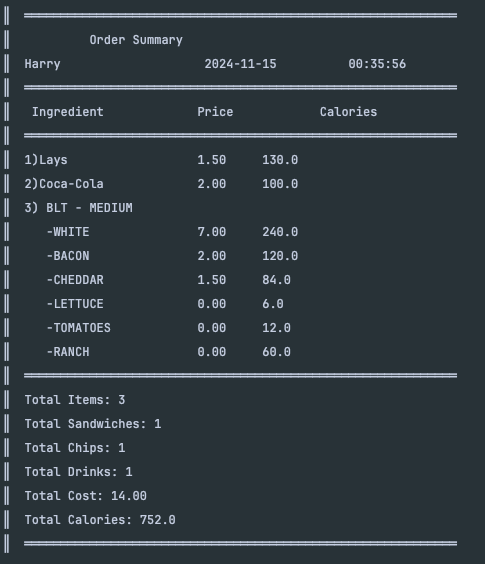 Order Summary
Harry 2024-11-15 00:35:56
Ingredient Price Calories
1)Lays 1.50 130.0
2)Coca-Cola 2.00 100.0
3) BLT - MEDIUM
-WHITE 7.00 240.0
-BACON 2.00 120.0
-CHEDDAR 1.50 84.0
-LETTUCE 0.00 6.0
-TOMATOES 0.00 12.0
-RANCH 0.00 60.0
Total Items: 3
Total Sandwiches: 1
Total Chips: 1
Total Drinks: 1
Total Cost: 14.00
Total Calories: 752.0